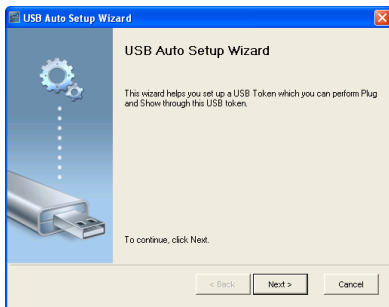 USB Auto Setup Wizard
USB Auto Setup Wizard
This wizard helps you set up a USB Token which you can perform Plug
and Show through this USB token.
To continue, click Next.
< Back Next > Cancel